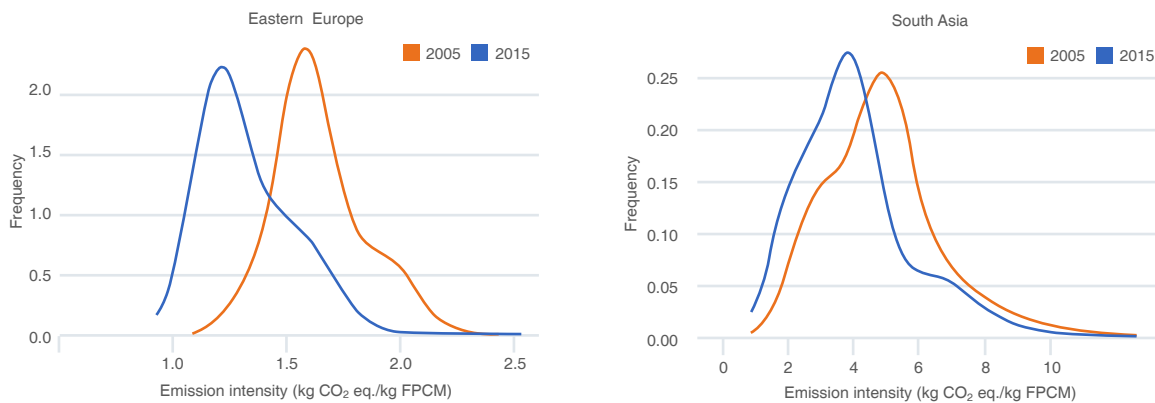 Eastern Europe
2005 2015
2.0
1.5
1.0
0.5
0.0
Frequency
1.0 1.5 2.0 2.5
Emission intensity (kg CO₂ eq./kg FPCM)
South Asia
2005 2015
0.25
0.20
0.15
0.10
0.05
0.00
Frequency
0 2 4 6 8 10
Emission intensity (kg CO₂ eq./kg FPCM)